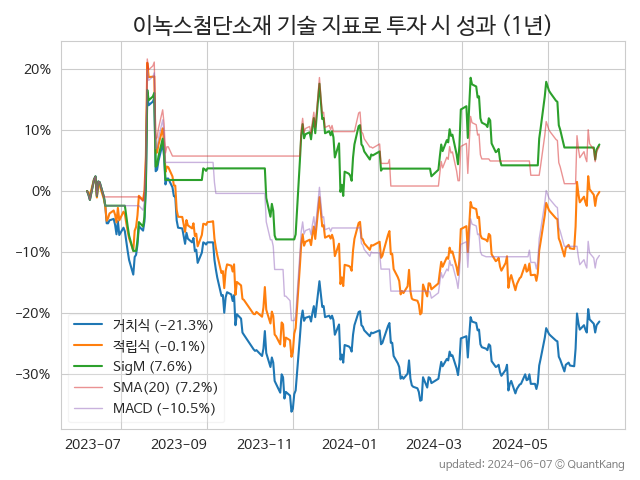 이녹스첨단소재 기술 지표로 투자 시 성과 (1년)
20%
10%
0%
−10%
−20%
−30%
거치식 (−21.3%)
적립식 (−0.1%)
SigM (7.6%)
SMA(20) (7.2%)
MACD (−10.5%)
2023-07
2023-09
2023-11
2024-01
2024-03
2024-05
updated: 2024-06-07 © QuantKang